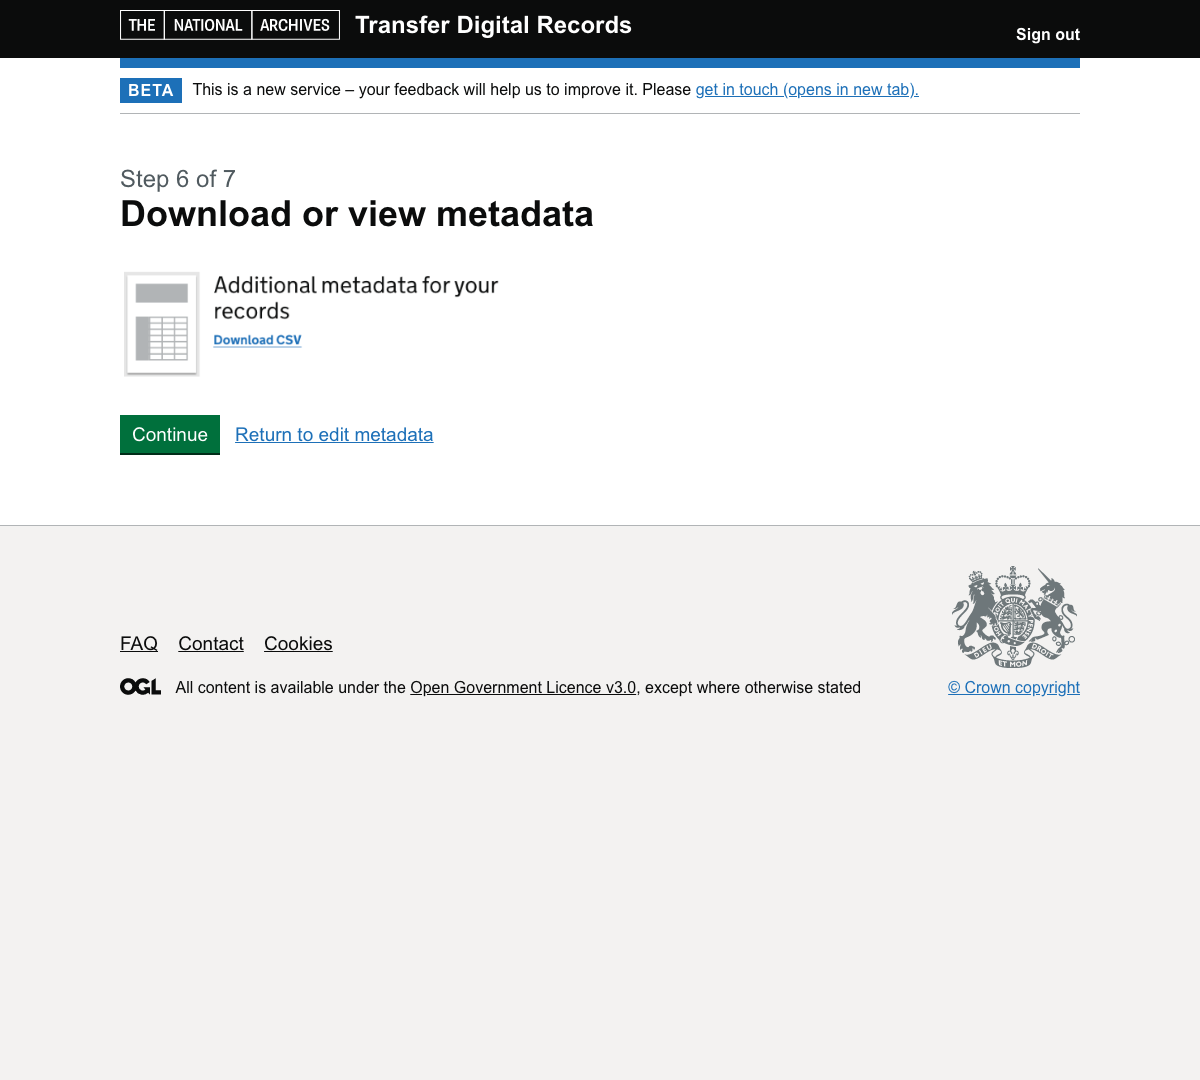 THE NATIONAL ARCHIVES Transfer Digital Records
Sign out
BETA This is a new service – your feedback will help us to improve it. Please get in touch (opens in new tab).
Step 6 of 7
Download or view metadata
Additional metadata for your
records
Download CSV
Continue Return to edit metadata
FAQ Contact Cookies
DIEU ET MON DROIT
OGL All content is available under the Open Government Licence v3.0, except where otherwise stated
© Crown copyright